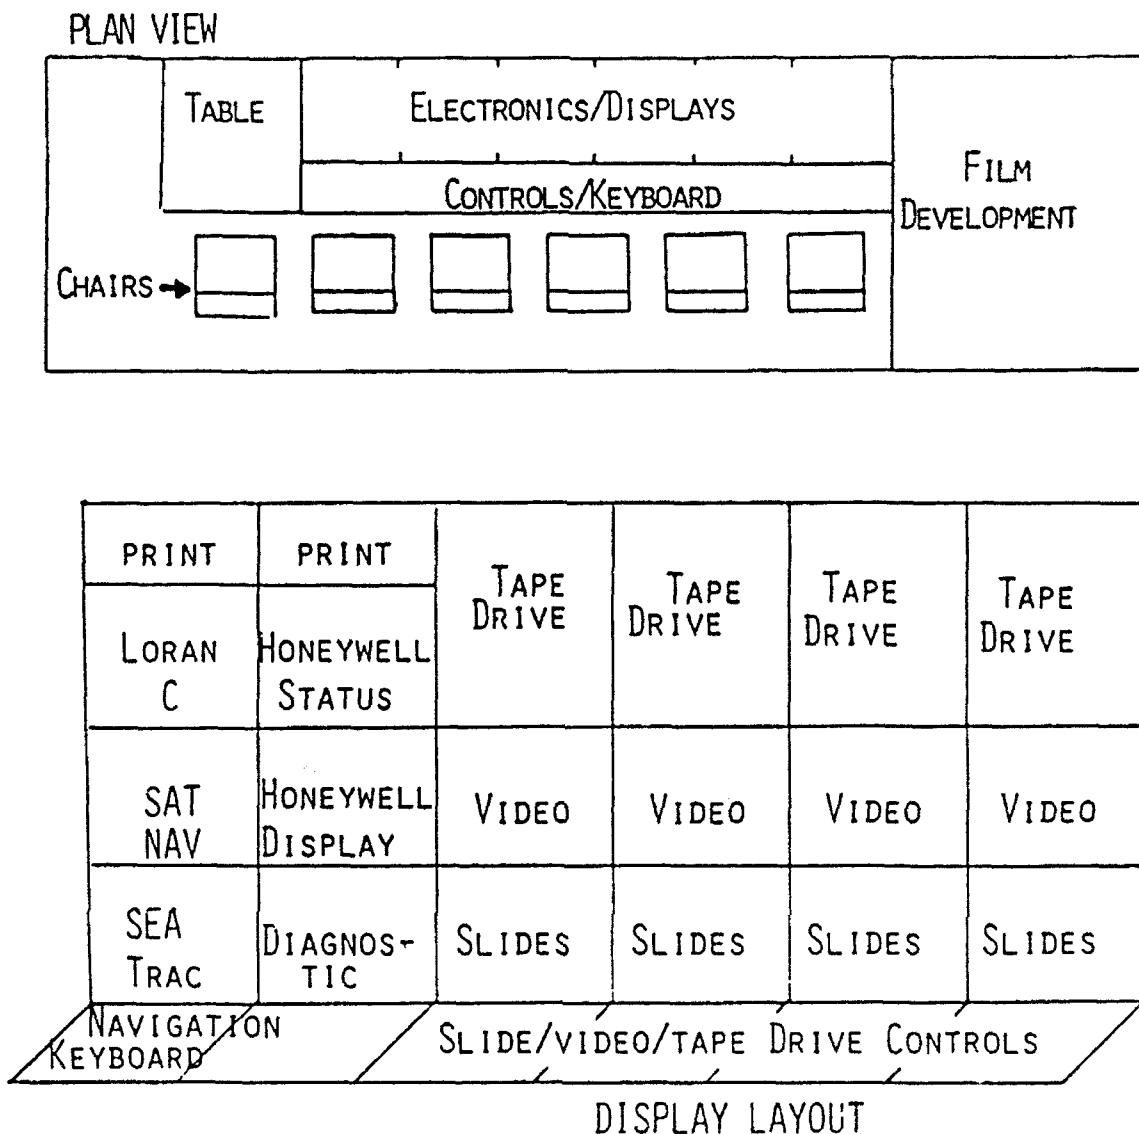 PLAN VIEW
TABLE
ELECTRONICS/DISPLAYS
CONTROLS/KEYBOARD
FILM
DEVELOPMENT
CHAIRS
PRINT
PRINT
TAPE
DRIVE
TAPE
DRIVE
TAPE
DRIVE
TAPE
DRIVE
LORAN
C
HONEYWELL
STATUS
SAT
NAV
HONEYWELL
DISPLAY
VIDEO
VIDEO
VIDEO
VIDEO
SEA
TRAC
DIAGNOS-
TIC
SLIDES
SLIDES
SLIDES
SLIDES
NAVIGATION
KEYBOARD
SLIDE/VIDEO/TAPE DRIVE CONTROLS
DISPLAY LAYOUT